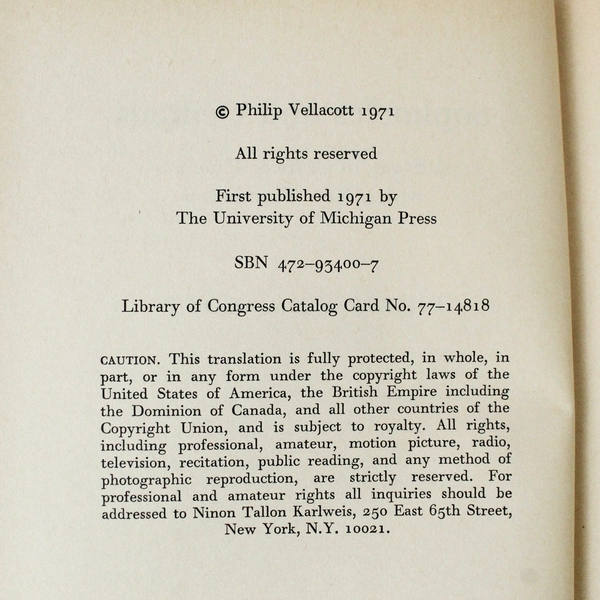 © Philip Vellacott 1971
All rights reserved
First published 1971 by
The University of Michigan Press
SBN 472–93400–7
Library of Congress Catalog Card No. 77–14818
CAUTION. This translation is fully protected, in whole, in
part, or in any form under the copyright laws of the
United States of America, the British Empire including
the Dominion of Canada, and all other countries of the
Copyright Union, and is subject to royalty. All rights,
including professional, amateur, motion picture, radio,
television, recitation, public reading, and any method of
photographic reproduction, are strictly reserved. For
professional and amateur rights all inquiries should be
addressed to Ninon Tallon Karlweis, 250 East 65th Street,
New York, N.Y. 10021.